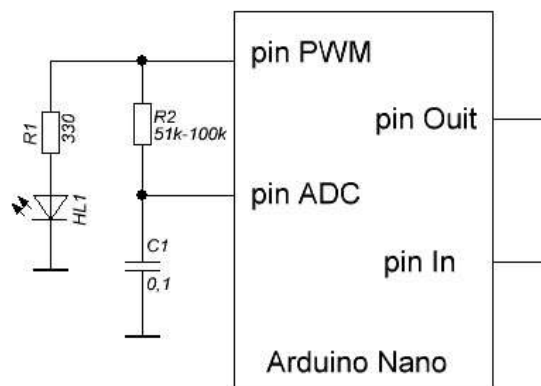 pin PWM
R1
330
R2
51k-100k
pin Ouit
pin ADC
HL1
C1
0,1
pin In
Arduino Nano